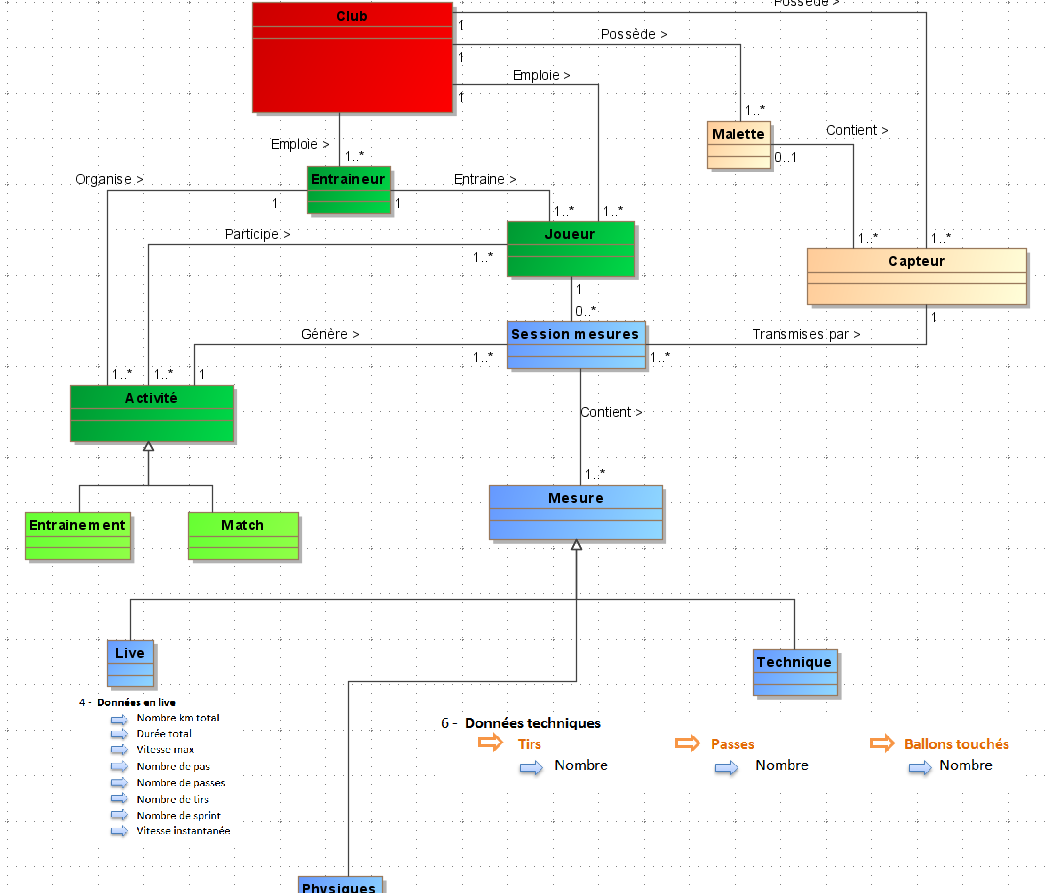 Possède >
Club
1
Possède >
1
Emploie >
1
1..*
Malette
Contient >
0..1
Emploie >
1..*
Organise >
Entraineur
Entraine >
1
1
1..*
1..*
Participe >
Joueur
1..*
1..*
1..*
Capteur
1
0..*
1
Génère >
Session mesures
Transmises par >
1..*
1..*
1..*
1..*
1
Activité
Contient >
1..*
Mesure
Entrainement
Match
Live
Technique
4 - Données en live
Nombre km total
Durée total
Vitesse max
Nombre de pas
Nombre de passes
Nombre de tirs
Nombre de sprint
Vitesse instantanée
6 - Données techniques
Tirs
Passes
Ballons touchés
Nombre
Nombre
Nombre
Physiques